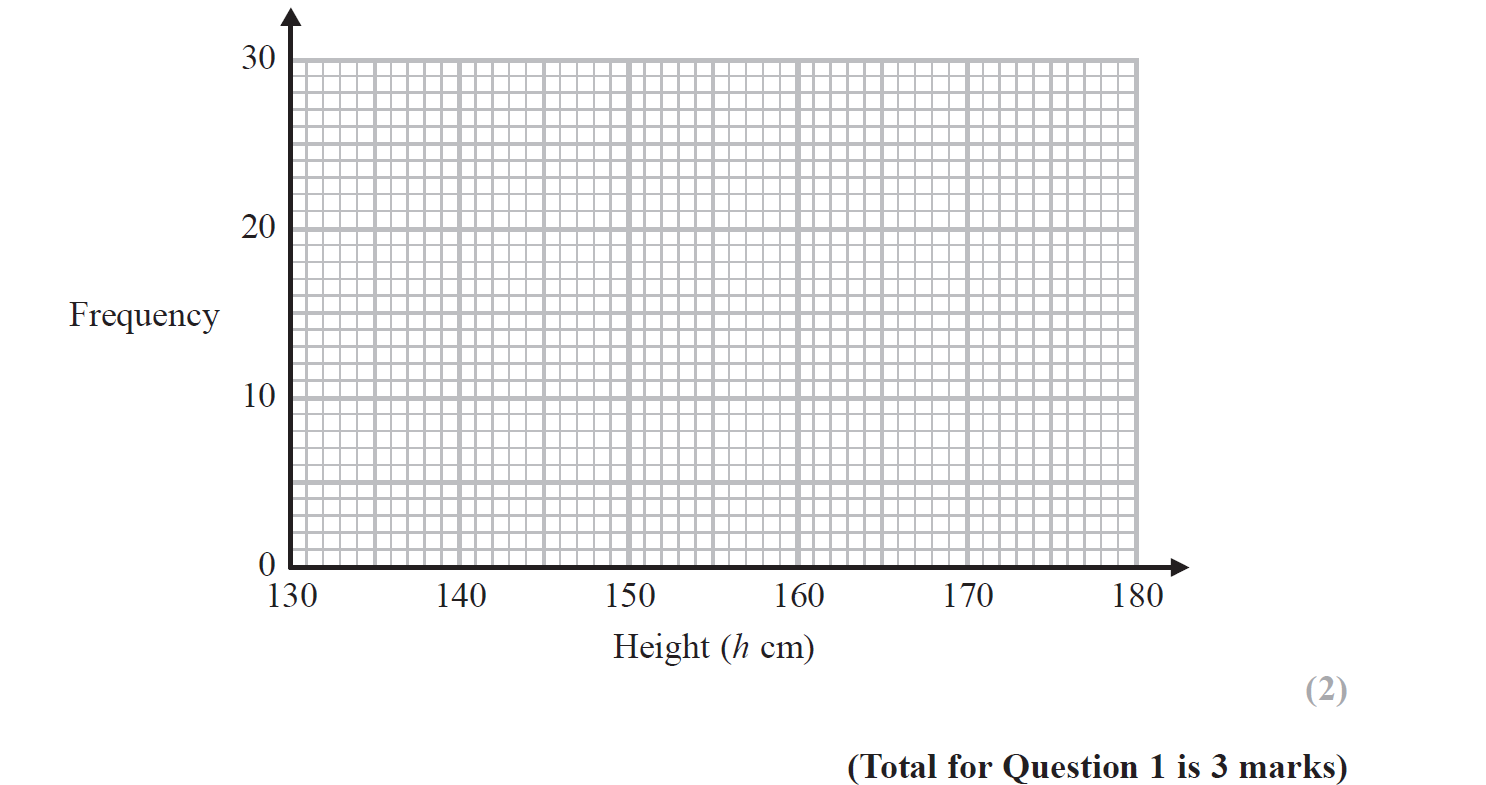 30
20
Frequency
10
0
130 140 150 160 170 180
Height (h cm)
(2)
(Total for Question 1 is 3 marks)